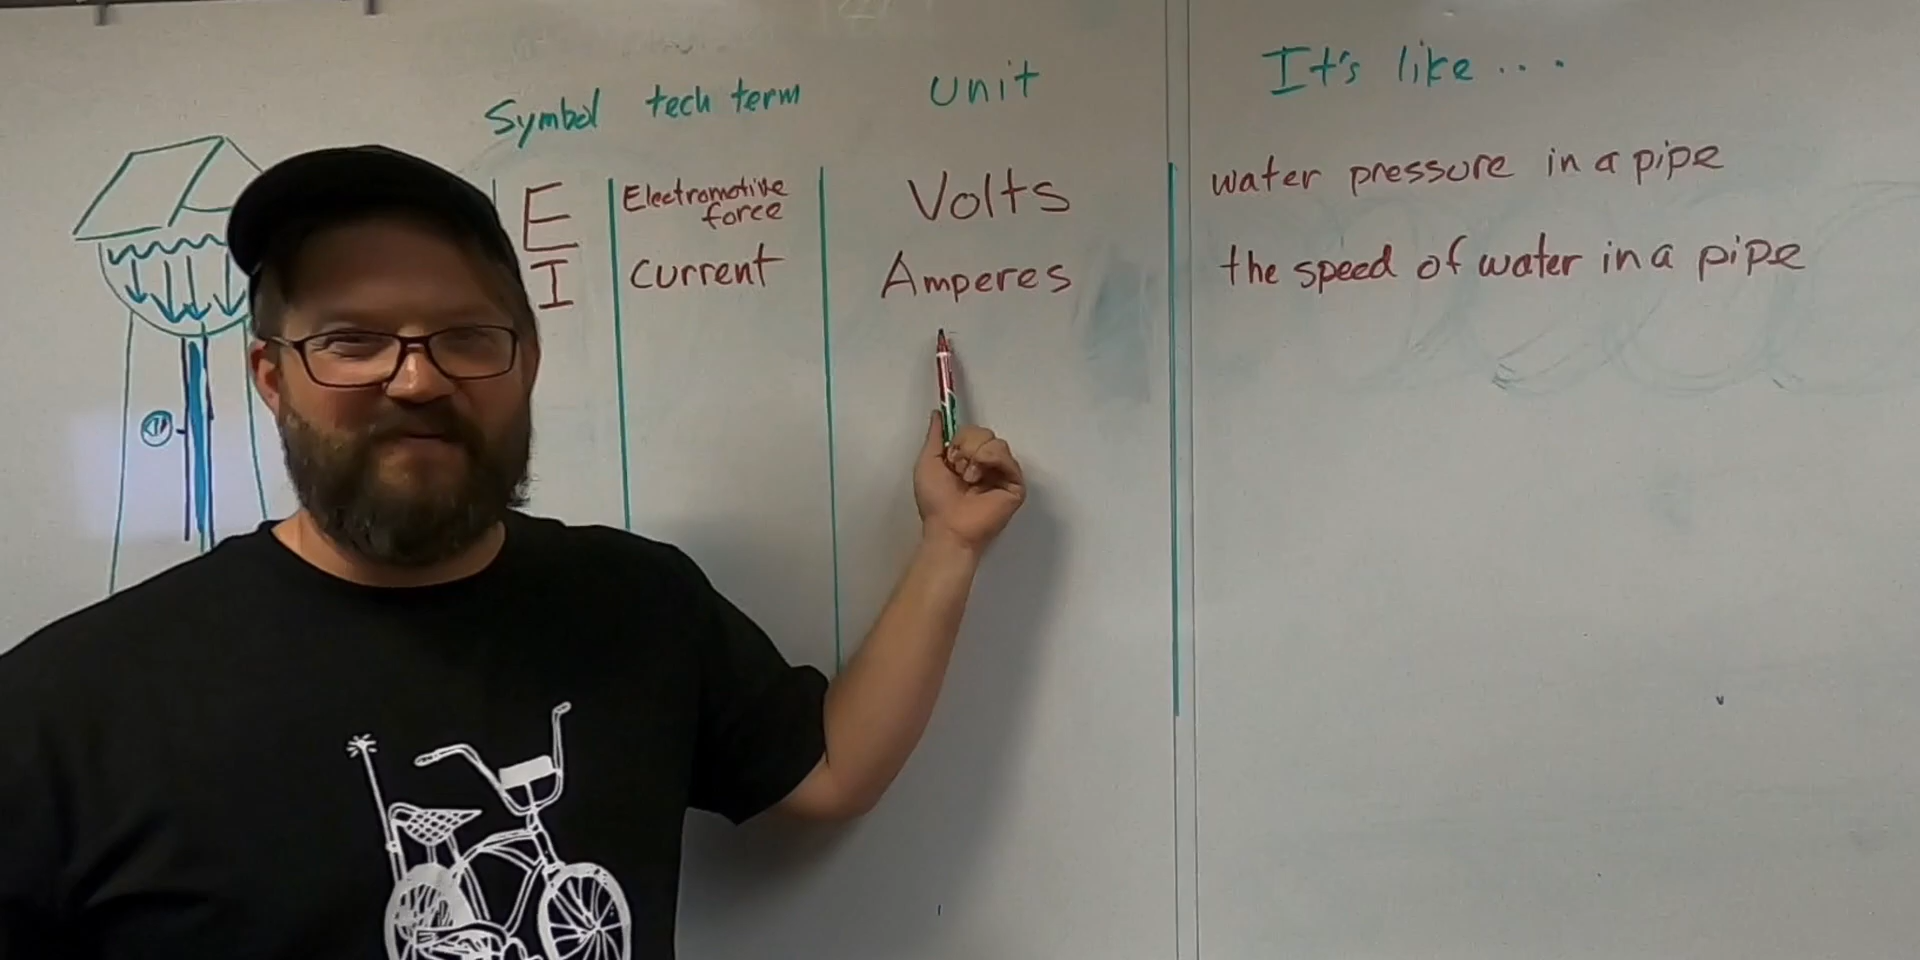 Symbol tech term unit It's like ....
E Electromotive force Volts water pressure in a pipe
I current Amperes the speed of water in a pipe